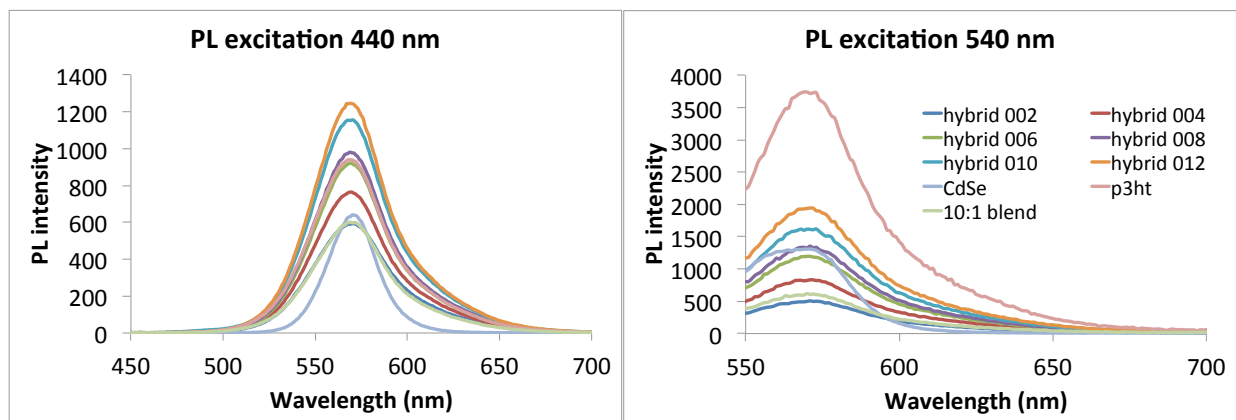 PL excitation 440 nm
1400
1200
1000
800
600
400
200
0
PL intensity
450 500 550 600 650 700
Wavelength (nm)
PL excitation 540 nm
4000
3500
3000
2500
2000
1500
1000
500
0
PL intensity
hybrid 002 hybrid 004
hybrid 006 hybrid 008
hybrid 010 hybrid 012
CdSe p3ht
10:1 blend
550 600 650 700
Wavelength (nm)